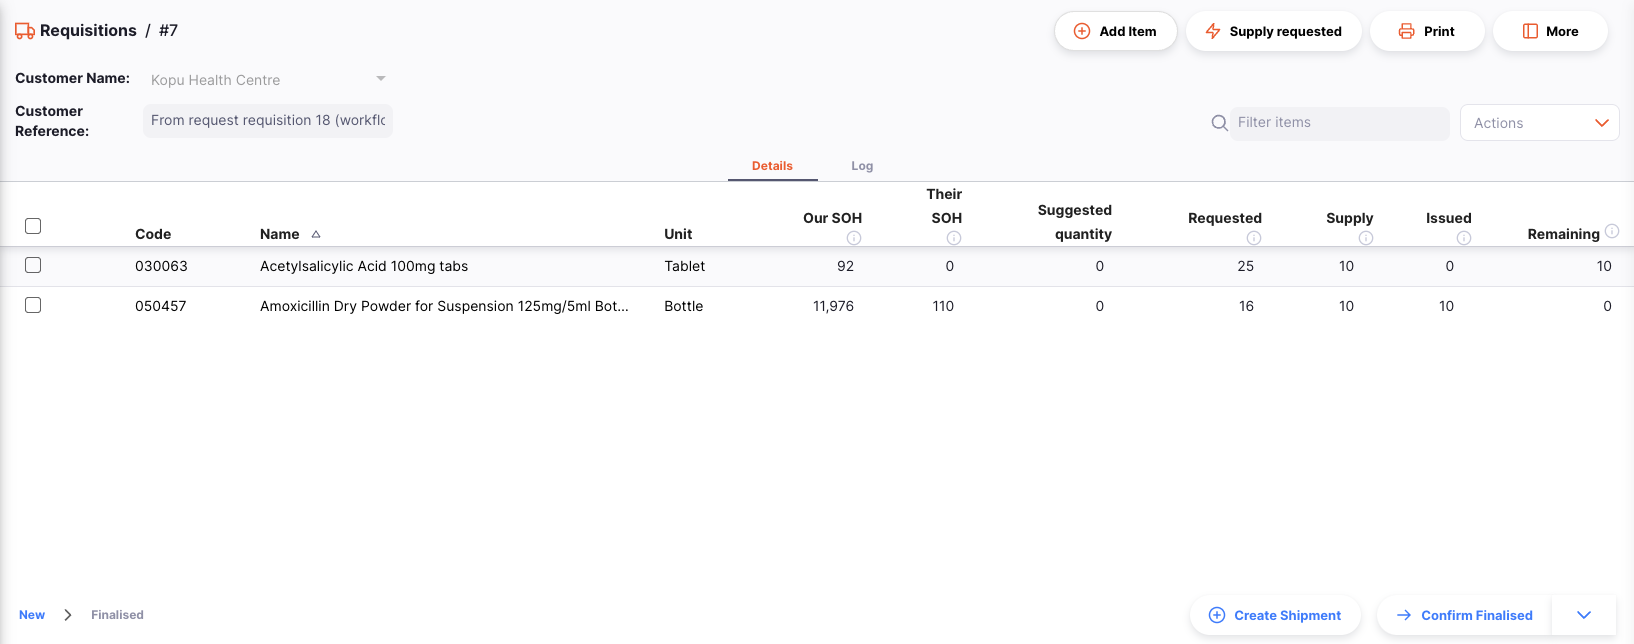 Requisitions / #7
Add Item
Supply requested
Print
More
Customer Name: Kopu Health Centre
Customer
Reference:
From request requisition 18 (workflo
Filter items
Actions
Details Log
Code Name Unit Our SOH Their SOH Suggested quantity Requested Supply Issued Remaining
030063 Acetylsalicylic Acid 100mg tabs Tablet 92 0 0 25 10 0 10
050457 Amoxicillin Dry Powder for Suspension 125mg/5ml Bot... Bottle 11,976 110 0 16 10 10 0
New > Finalised
Create Shipment
Confirm Finalised